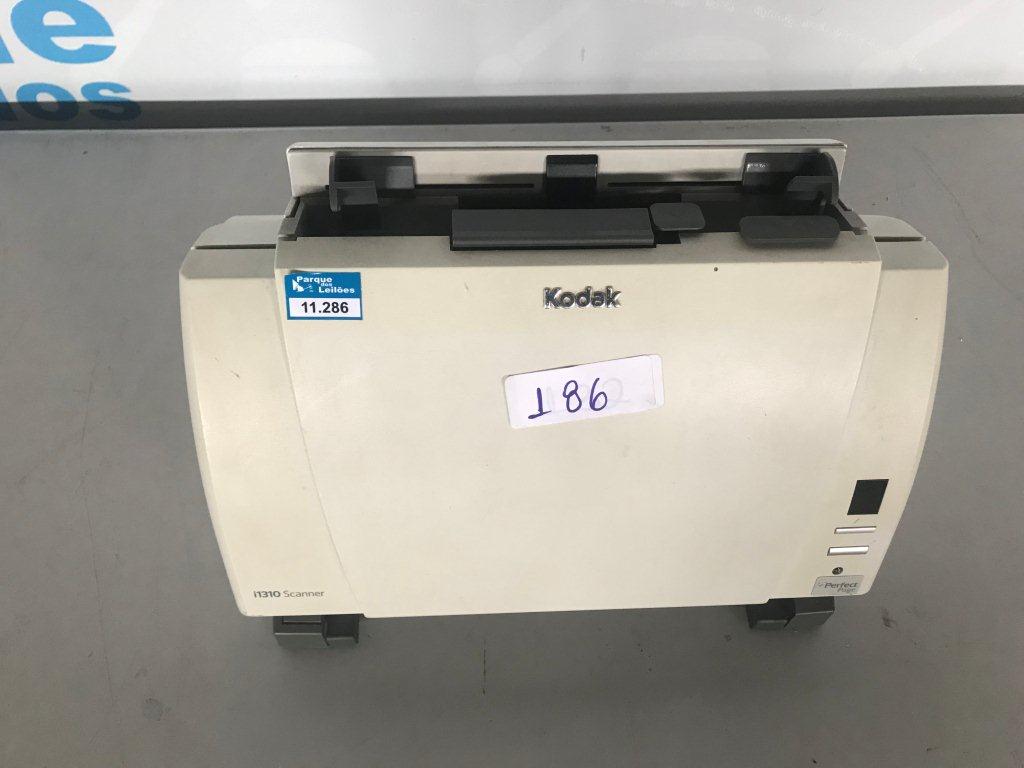 Parque
dos
Leilões
11.286
Kodak
186
i1310 Scanner
Perfect
Page